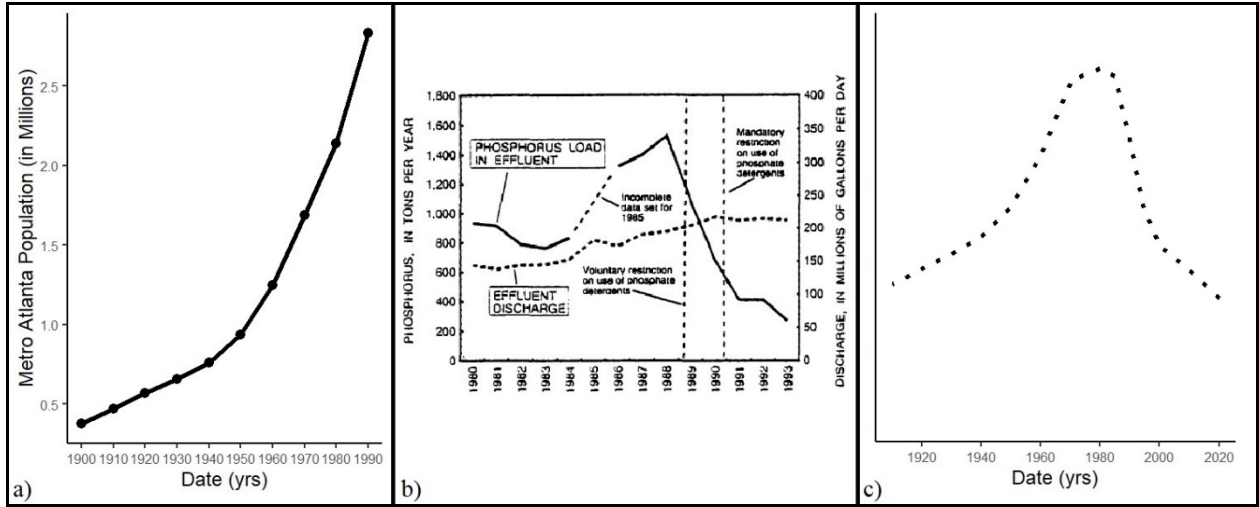 Metro Atlanta Population (in Millions)
2.5
2.0
1.5
1.0
0.5
1900 1910 1920 1930 1940 1950 1960 1970 1980 1990
Date (yrs)
a)
PHOSPHORUS, IN TONS PER YEAR
1,800
1,600
1,400
1,200
1,000
800
600
400
200
0
PHOSPHORUS LOAD
IN EFFLUENT
Incomplete
data set for
1985
Mandatory
restriction
on use of
phosphate
detergents
EFFLUENT
DISCHARGE
Voluntary restriction
on use of phosphate
detergents
400
350
300
250
200
150
100
50
0
DISCHARGE, IN MILLIONS OF GALLONS PER DAY
1980 1981 1982 1983 1984 1985 1986 1987 1988 1989 1990 1991 1992 1993
b)
1920 1940 1960 1980 2000 2020
Date (yrs)
c)